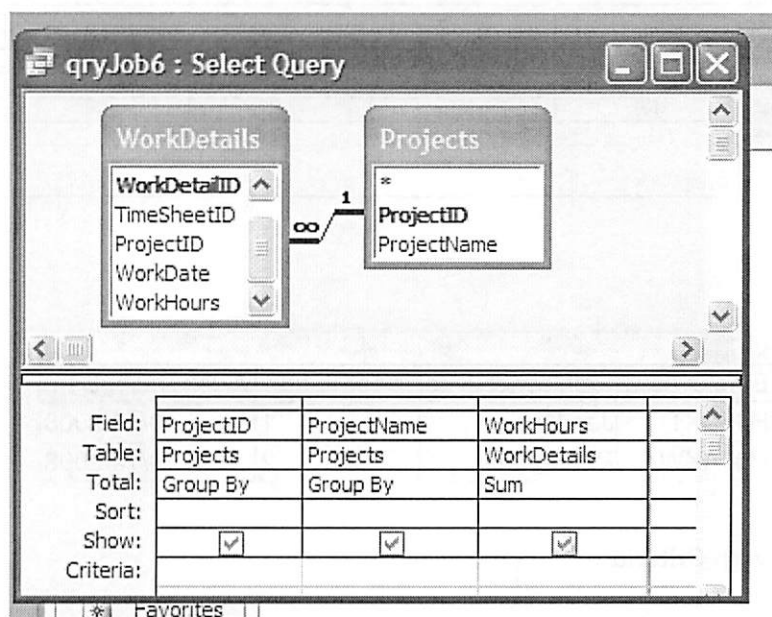 qryJob6 : Select Query
WorkDetails
WorkDetailID
TimeSheetID
ProjectID
WorkDate
WorkHours
∞
1
Projects
*
ProjectID
ProjectName
Field: ProjectID ProjectName WorkHours
Table: Projects Projects WorkDetails
Total: Group By Group By Sum
Sort:
Show:
Criteria:
Favorites